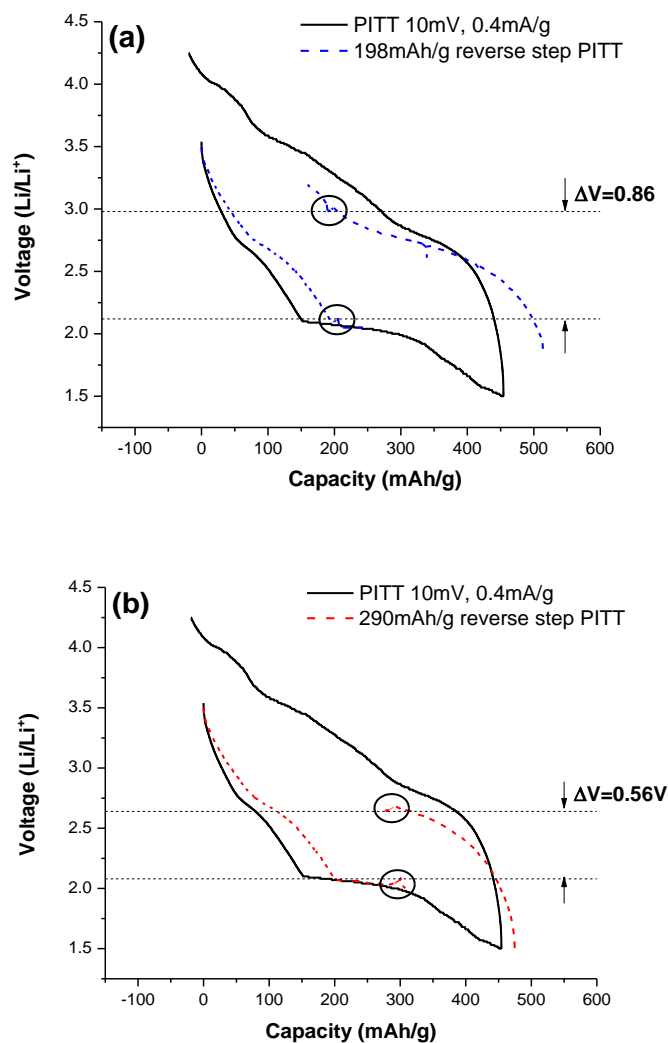 (a)
PITT 10mV, 0.4mA/g
198mAh/g reverse step PITT
4.5
4.0
3.5
3.0
2.5
2.0
1.5
Voltage (Li/Li⁺)
ΔV=0.86
-100 0 100 200 300 400 500 600
Capacity (mAh/g)
(b)
PITT 10mV, 0.4mA/g
290mAh/g reverse step PITT
4.5
4.0
3.5
3.0
2.5
2.0
1.5
Voltage (Li/Li⁺)
ΔV=0.56V
-100 0 100 200 300 400 500 600
Capacity (mAh/g)